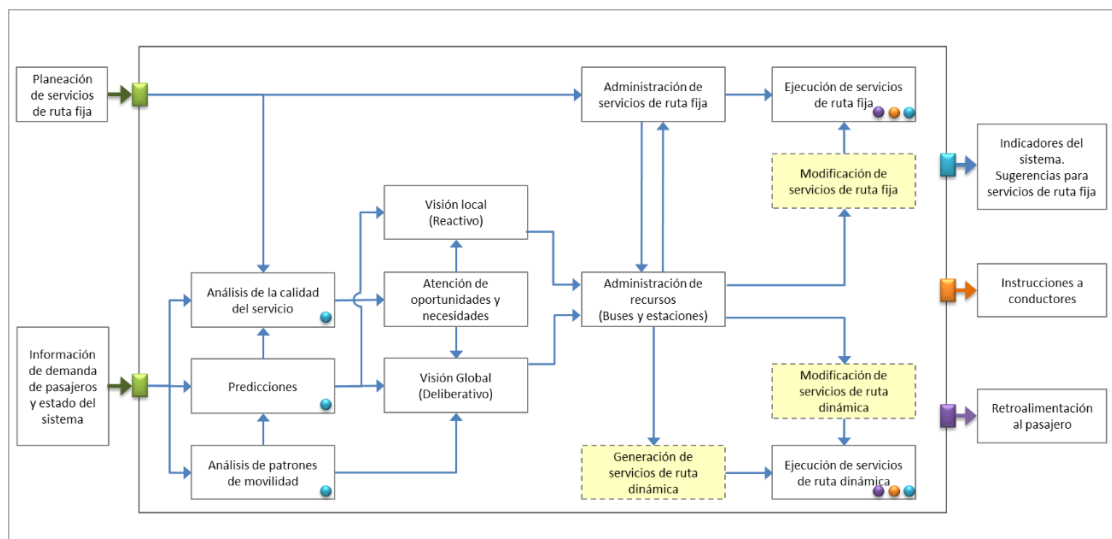 Planeación
de servicios
de ruta fija
Administración de
servicios de ruta fija
Ejecución de servicios
de ruta fija
Indicadores del
sistema.
Sugerencias para
servicios de ruta fija
Modificación de
servicios de ruta fija
Visión local
(Reactivo)
Análisis de la calidad
del servicio
Atención de
oportunidades y
necesidades
Administración de
recursos
(Buses y estaciones)
Instrucciones a
conductores
Información
de demanda
de pasajeros
y estado del
sistema
Predicciones
Visión Global
(Deliberativo)
Modificación de
servicios de ruta
dinámica
Retroalimentación
al pasajero
Análisis de patrones
de movilidad
Generación de
servicios de ruta
dinámica
Ejecución de servicios
de ruta dinámica